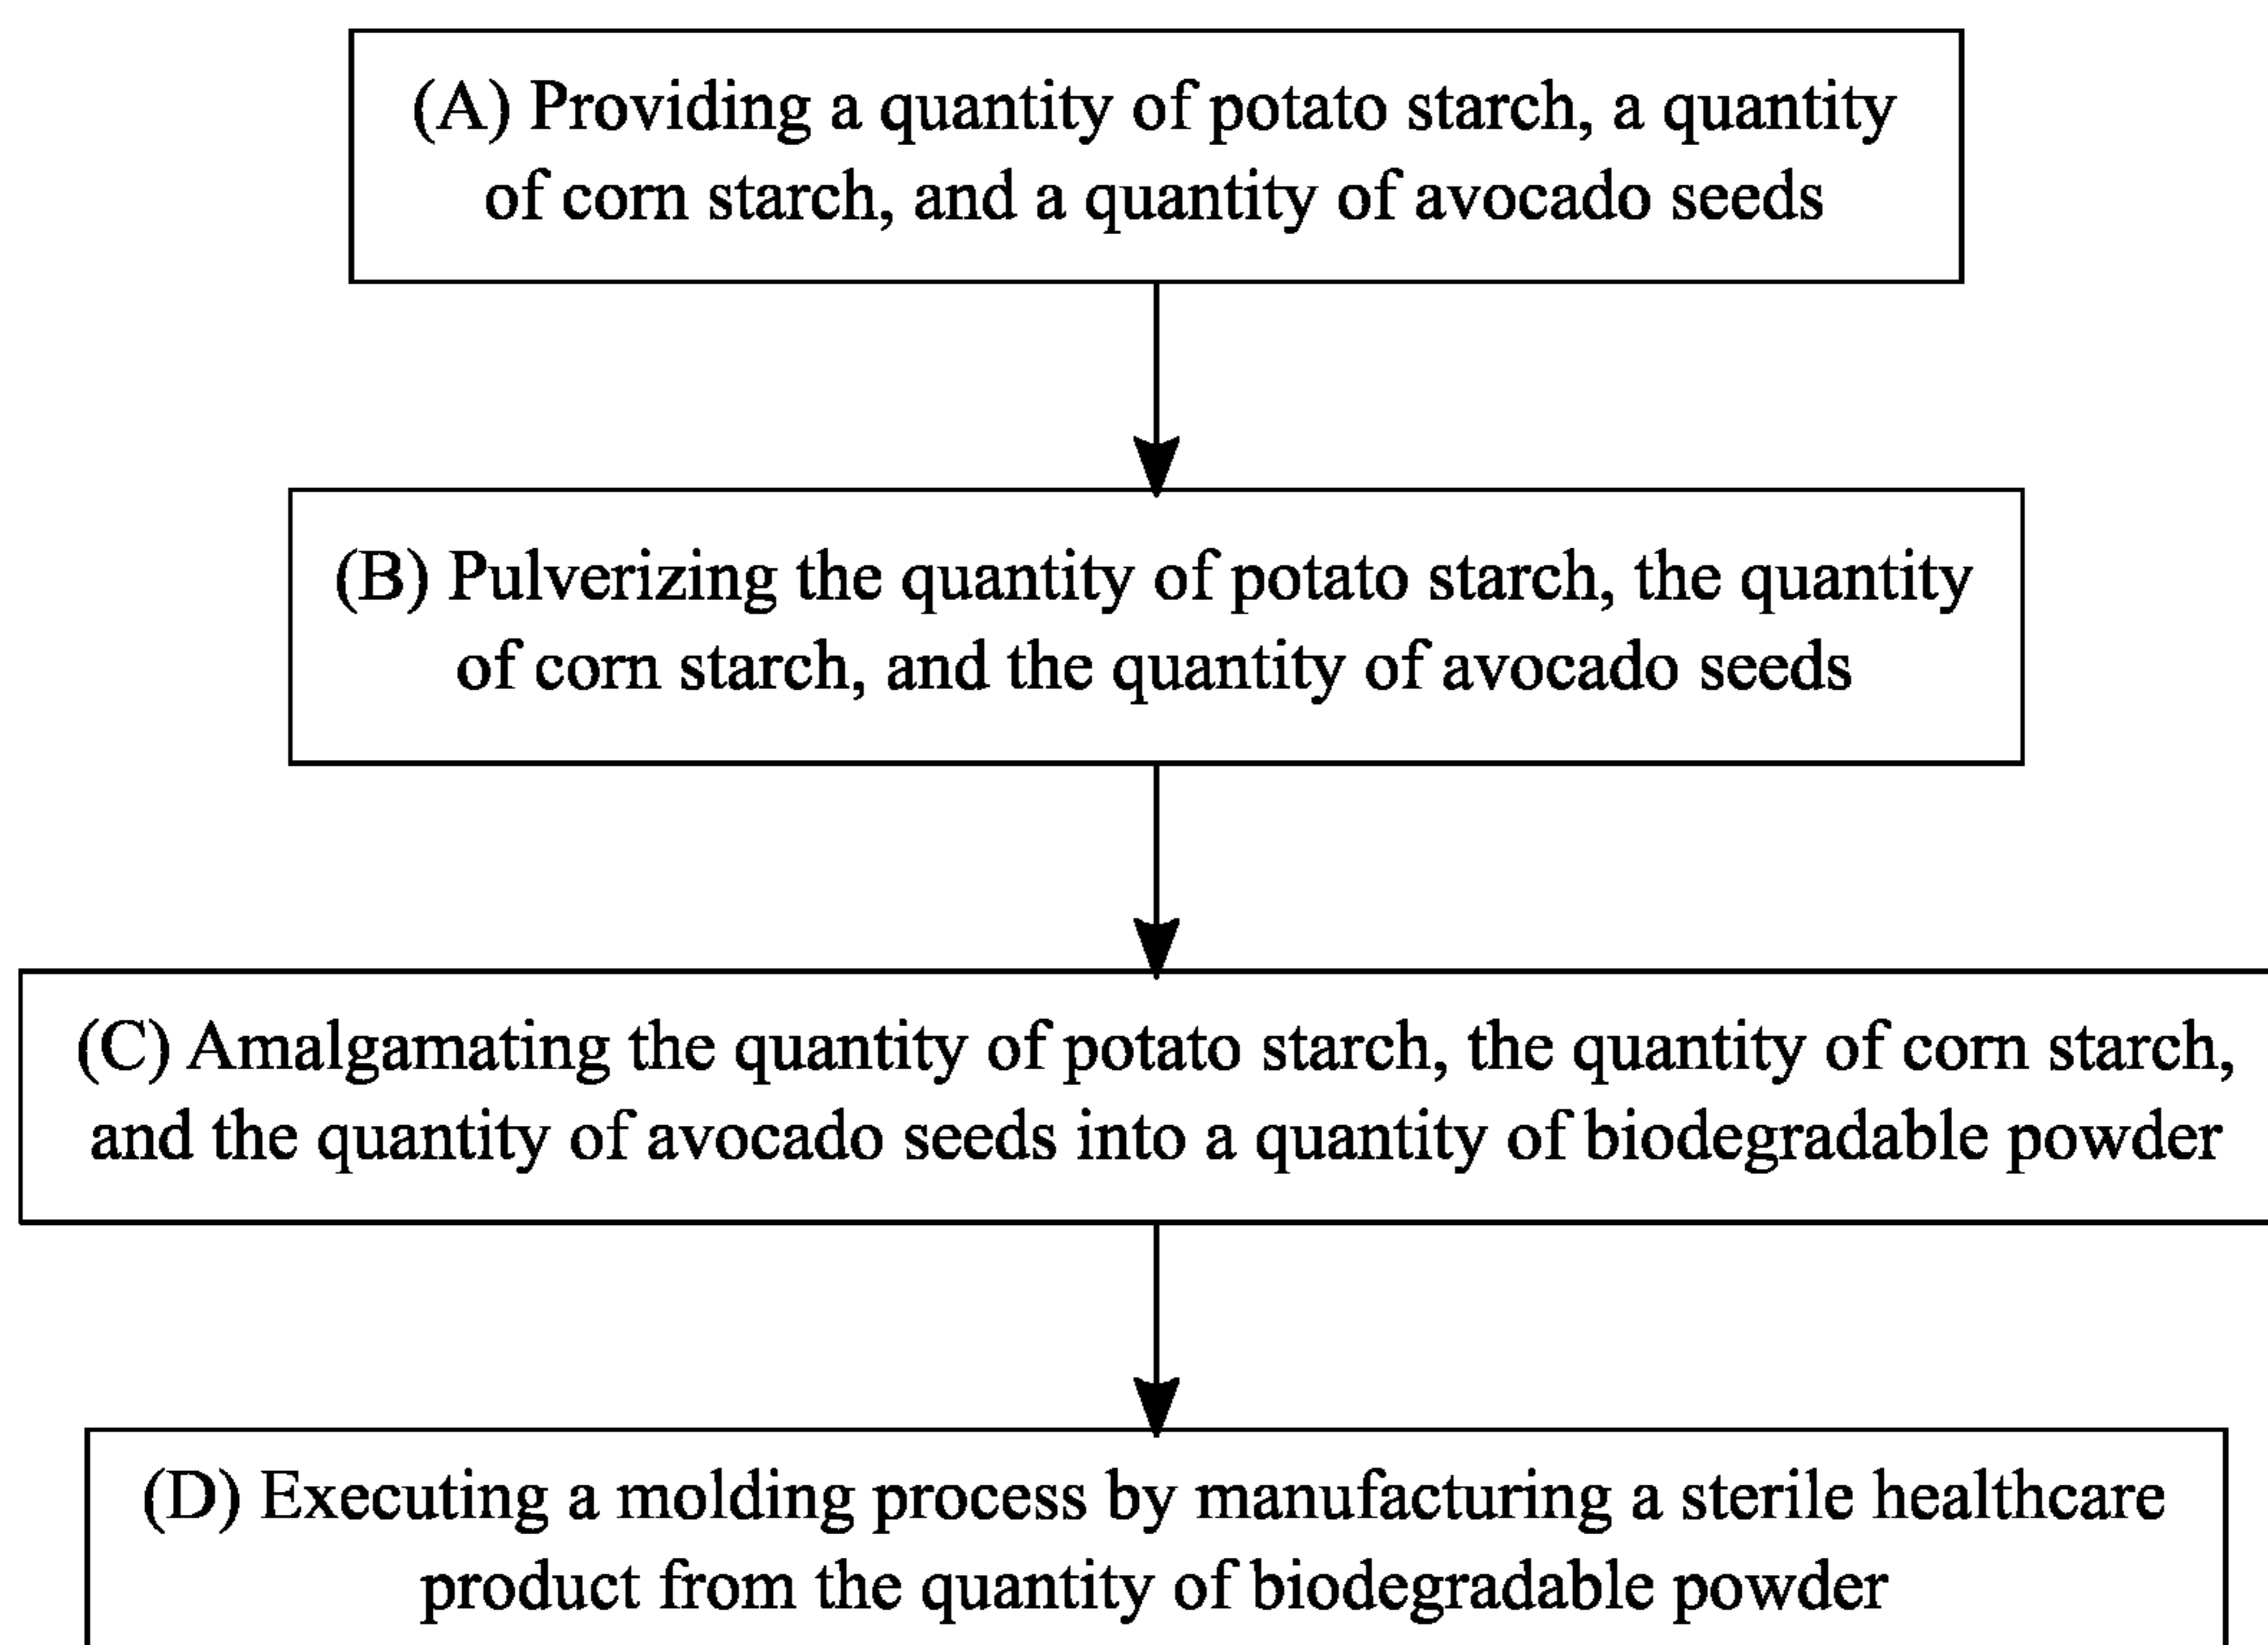 (A) Providing a quantity of potato starch, a quantity
of corn starch, and a quantity of avocado seeds
(B) Pulverizing the quantity of potato starch, the quantity
of corn starch, and the quantity of avocado seeds
(C) Amalgamating the quantity of potato starch, the quantity of corn starch,
and the quantity of avocado seeds into a quantity of biodegradable powder
(D) Executing a molding process by manufacturing a sterile healthcare
product from the quantity of biodegradable powder